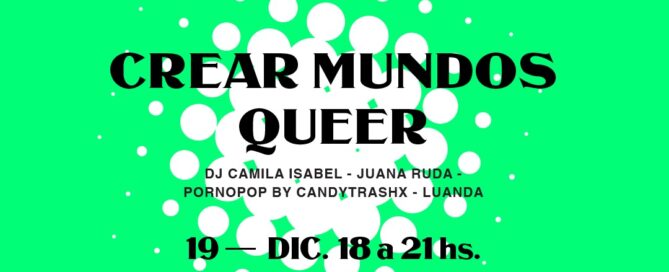 CREAR MUNDOS
QUEER
DJ CAMILA ISABEL - JUANA RUDA -
PORNOPOP BY CANDYTRASHX - LUANDA
19 — DIC. 18 a 21 hs.